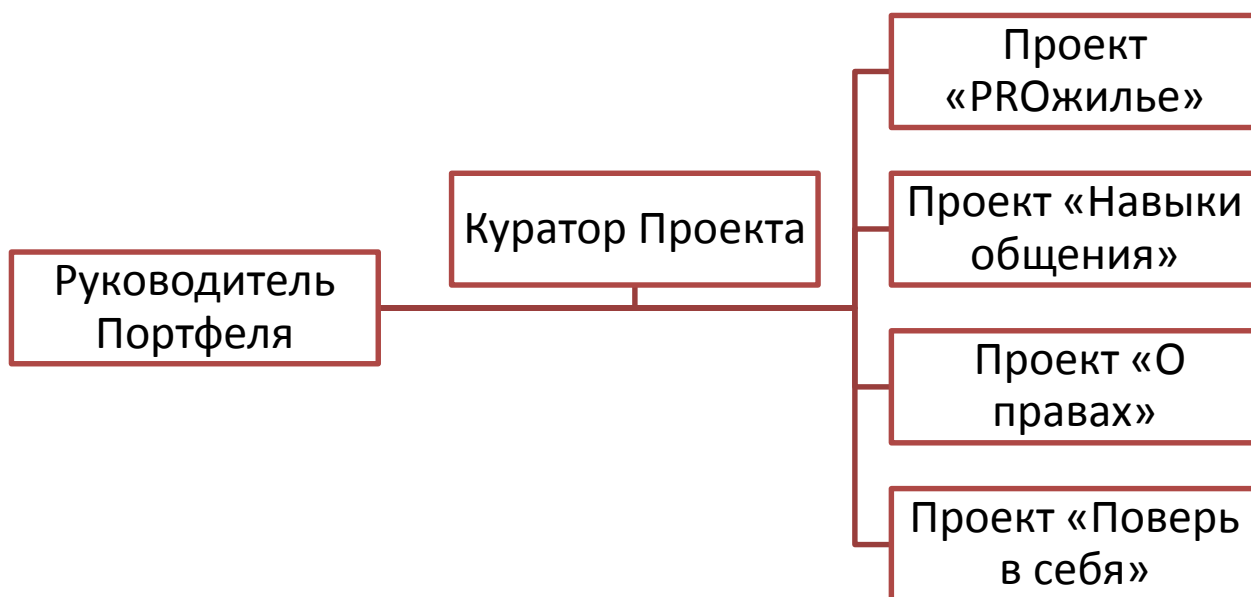 Руководитель
Портфеля
Куратор Проекта
Проект
«PROжилье»
Проект «Навыки
общения»
Проект «О
правах»
Проект «Поверь
в себя»